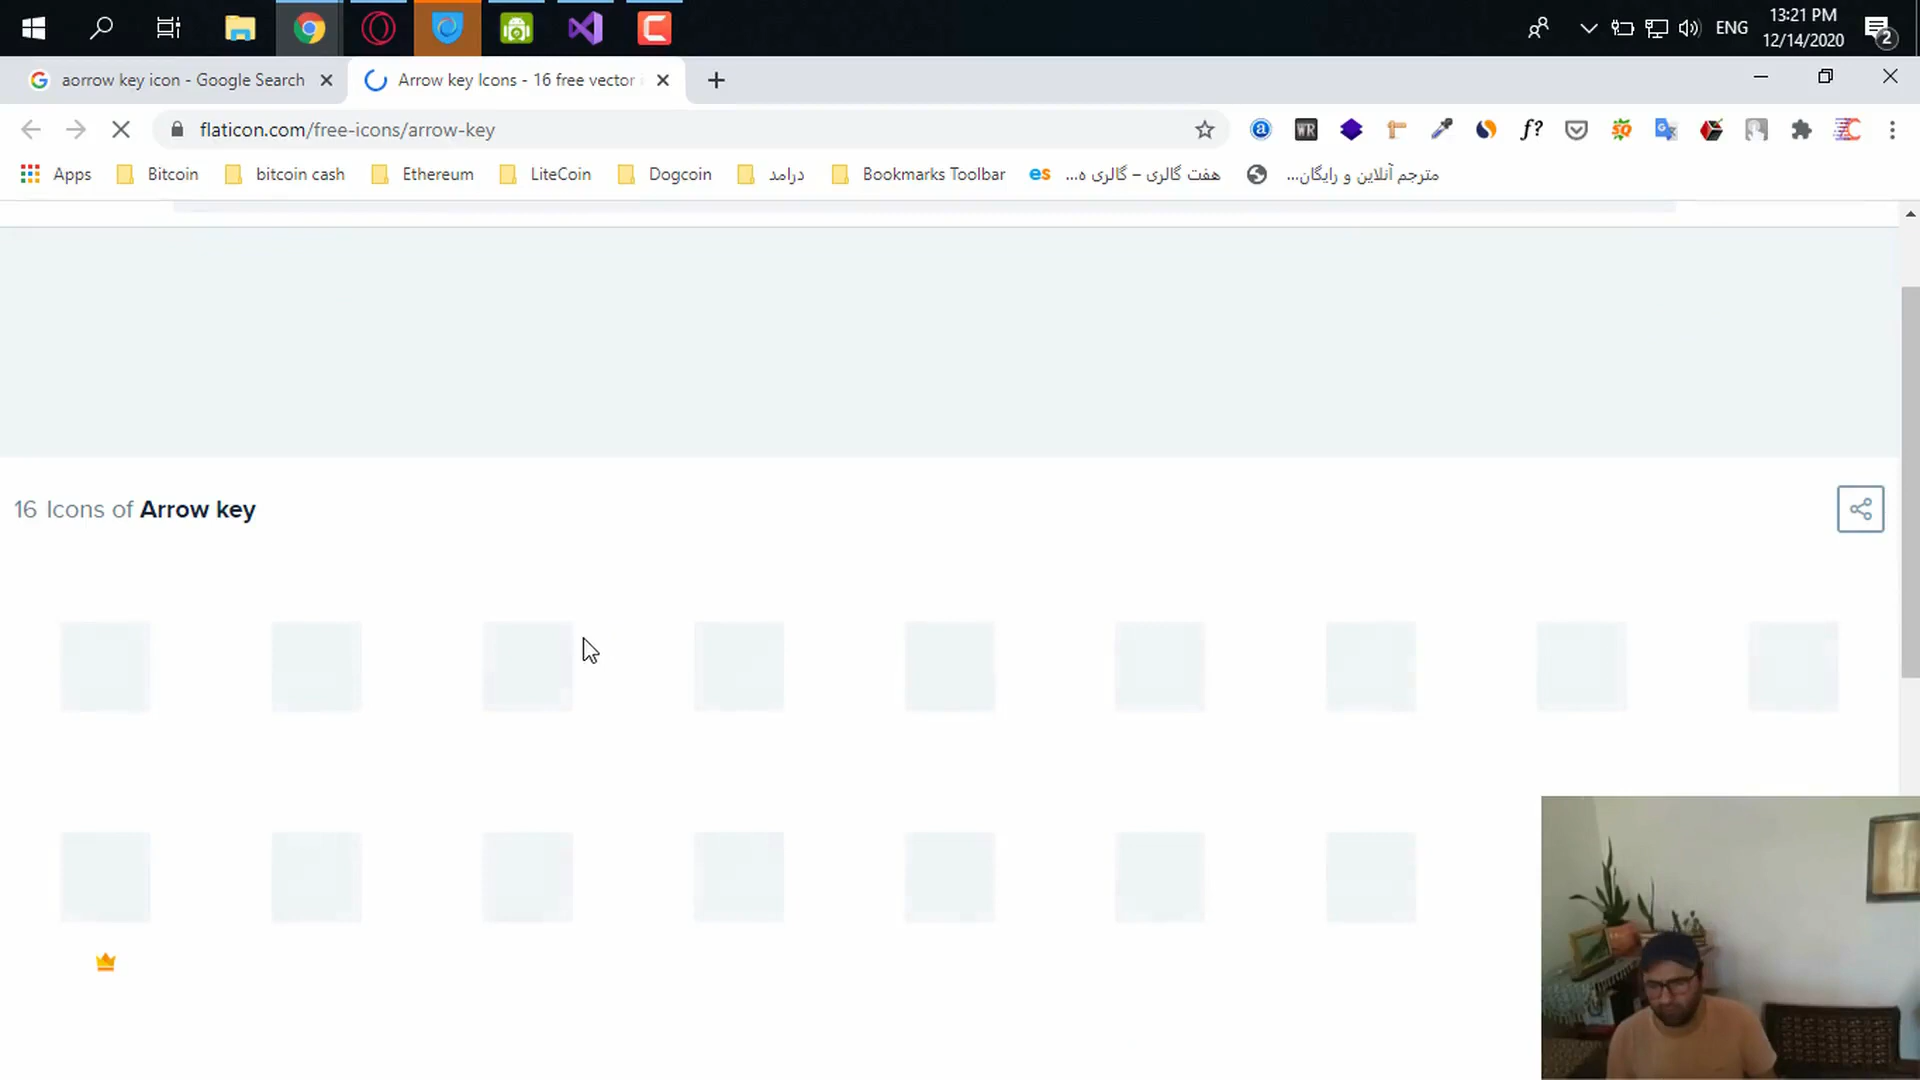 ENG
13:21 PM
12/14/2020
2
aorrow key icon - Google Search
Arrow key Icons - 16 free vector
flaticon.com/free-icons/arrow-key
WR
f?
Apps
Bitcoin
bitcoin cash
Ethereum
LiteCoin
Dogcoin
درامد
Bookmarks Toolbar
es
هفت گالری – گالری ه...
مترجم آنلاین و رایگان...
16 Icons of Arrow key